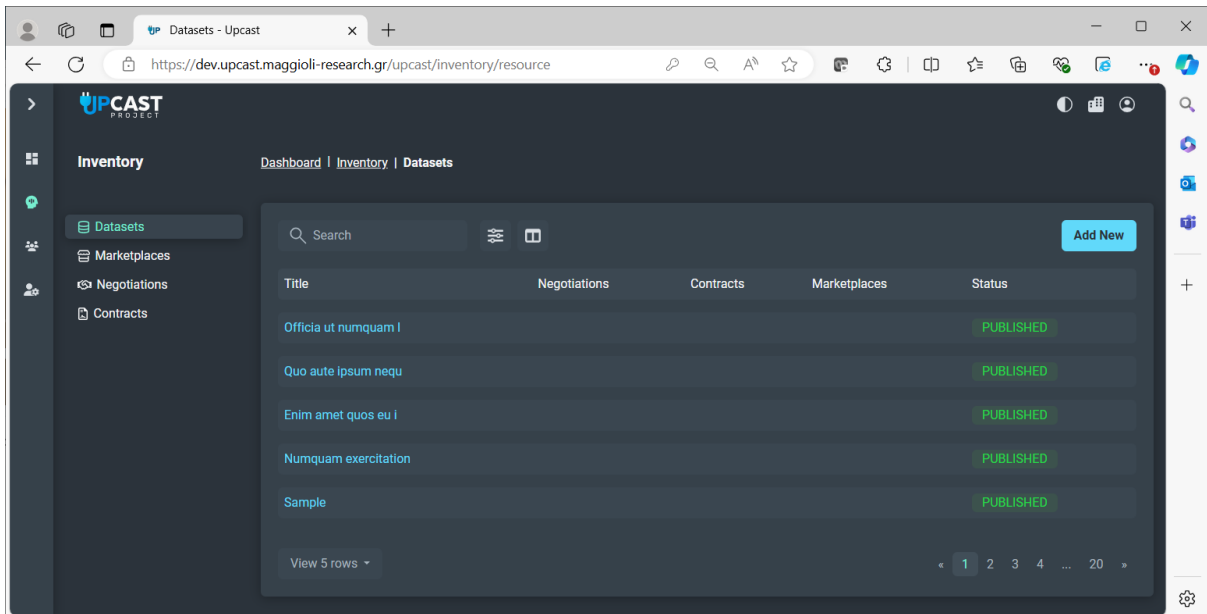 Datasets - Upcast
https://dev.upcast.maggioli-research.gr/upcast/inventory/resource
UPCAST
PROJECT
Inventory
Dashboard | Inventory | Datasets
Datasets
Marketplaces
Negotiations
Contracts
Search
Add New
Title Negotiations Contracts Marketplaces Status
Officia ut numquam l PUBLISHED
Quo aute ipsum nequ PUBLISHED
Enim amet quos eu i PUBLISHED
Numquam exercitation PUBLISHED
Sample PUBLISHED
View 5 rows « 1 2 3 4 ... 20 »